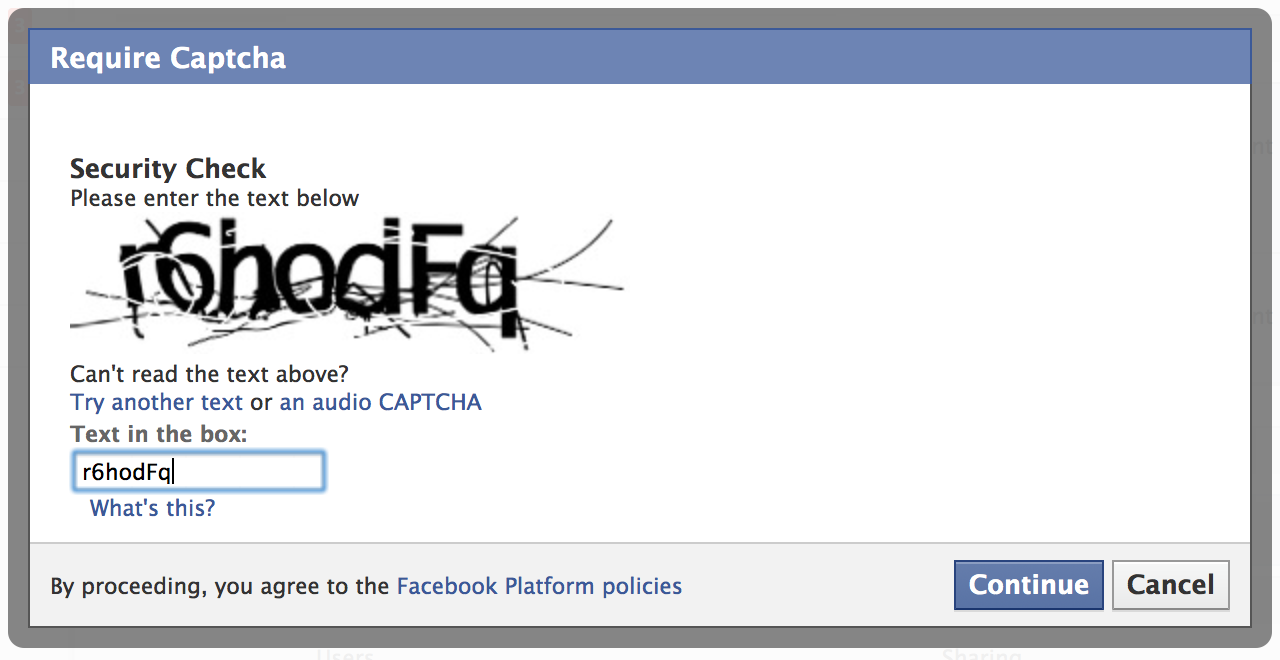 Require Captcha
Security Check
Please enter the text below
r6hodFq
Can't read the text above?
Try another text or an audio CAPTCHA
Text in the box:
r6hodFq
What's this?
By proceeding, you agree to the Facebook Platform policies
Continue
Cancel
Users
Sharing